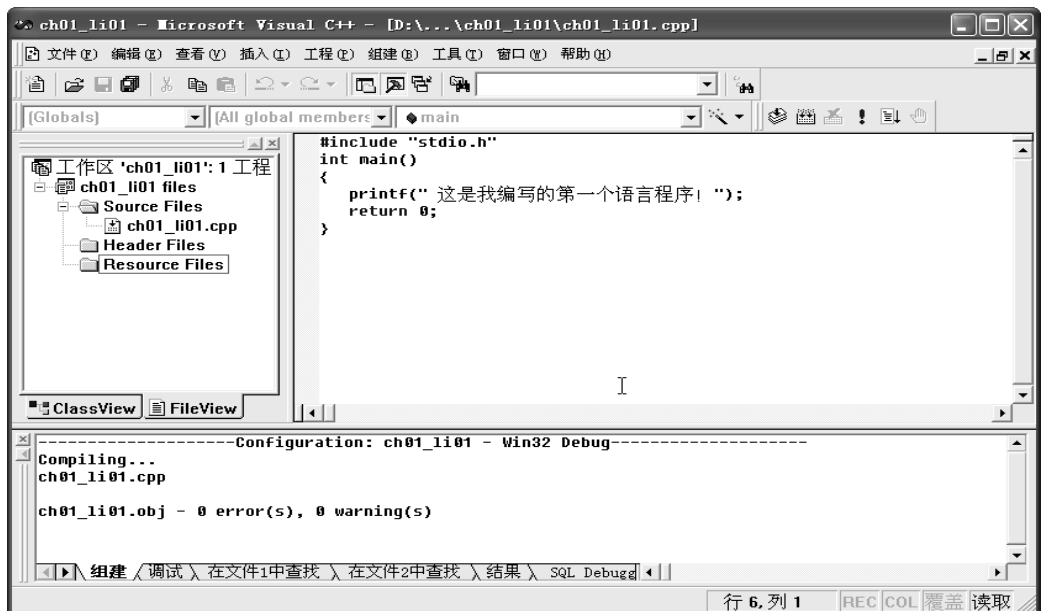 ch01_li01 - Microsoft Visual C++ - [D:\...\ch01_li01\ch01_li01.cpp]
文件(F) 编辑(E) 查看(V) 插入(I) 工程(P) 组建(B) 工具(T) 窗口(W) 帮助(H)
(Globals) (All global members main
工作区 'ch01_li01': 1 工程
ch01_li01 files
Source Files
ch01_li01.cpp
Header Files
Resource Files
ClassView FileView
#include "stdio.h"
int main()
{
printf(" 这是我编写的第一个语言程序! ");
return 0;
}
--------------------Configuration: ch01_li01 - Win32 Debug--------------------
Compiling...
ch01_li01.cpp
ch01_li01.obj - 0 error(s), 0 warning(s)
组建 调试 在文件1中查找 在文件2中查找 结果 SQL Debugg
行 6, 列 1 REC COL 覆盖 读取